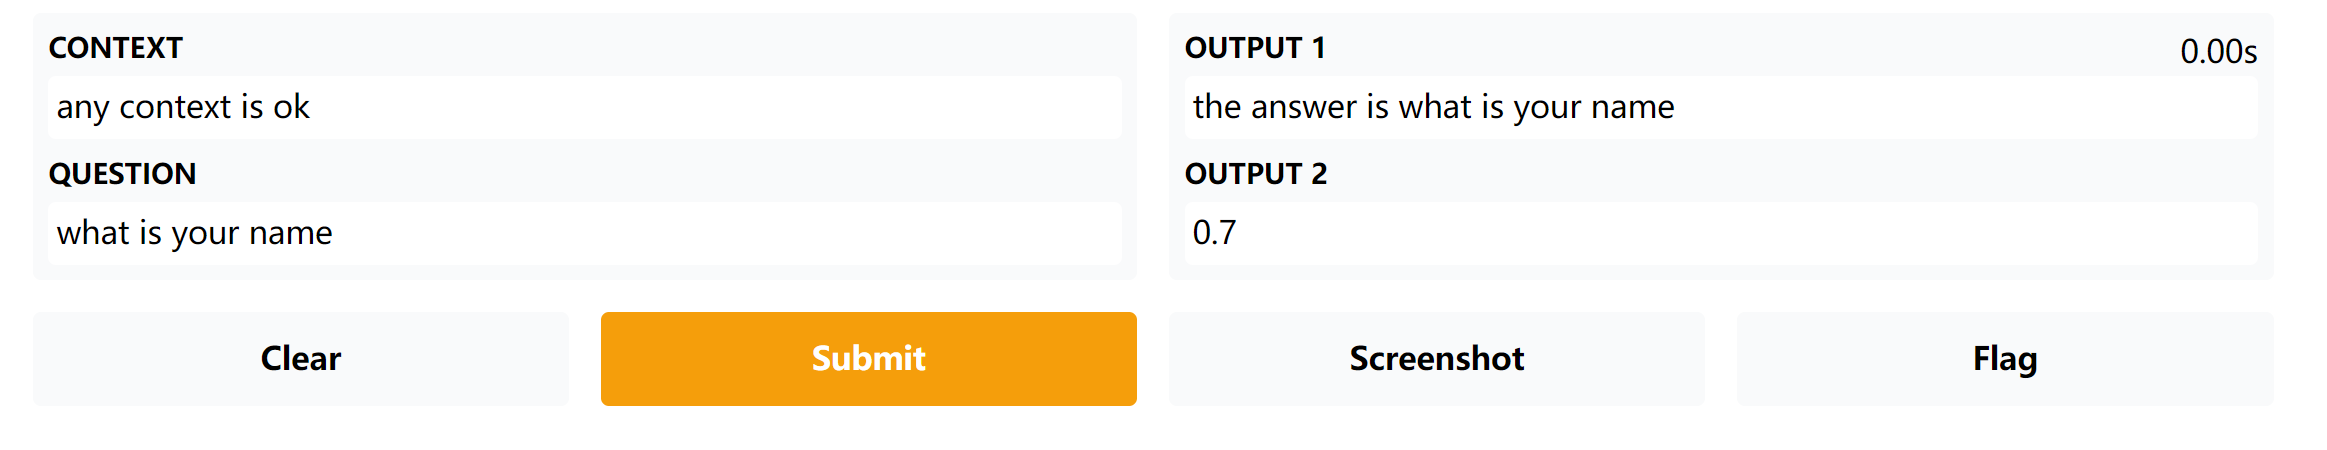 CONTEXT
any context is ok
QUESTION
what is your name
OUTPUT 1
0.00s
the answer is what is your name
OUTPUT 2
0.7
Clear
Submit
Screenshot
Flag